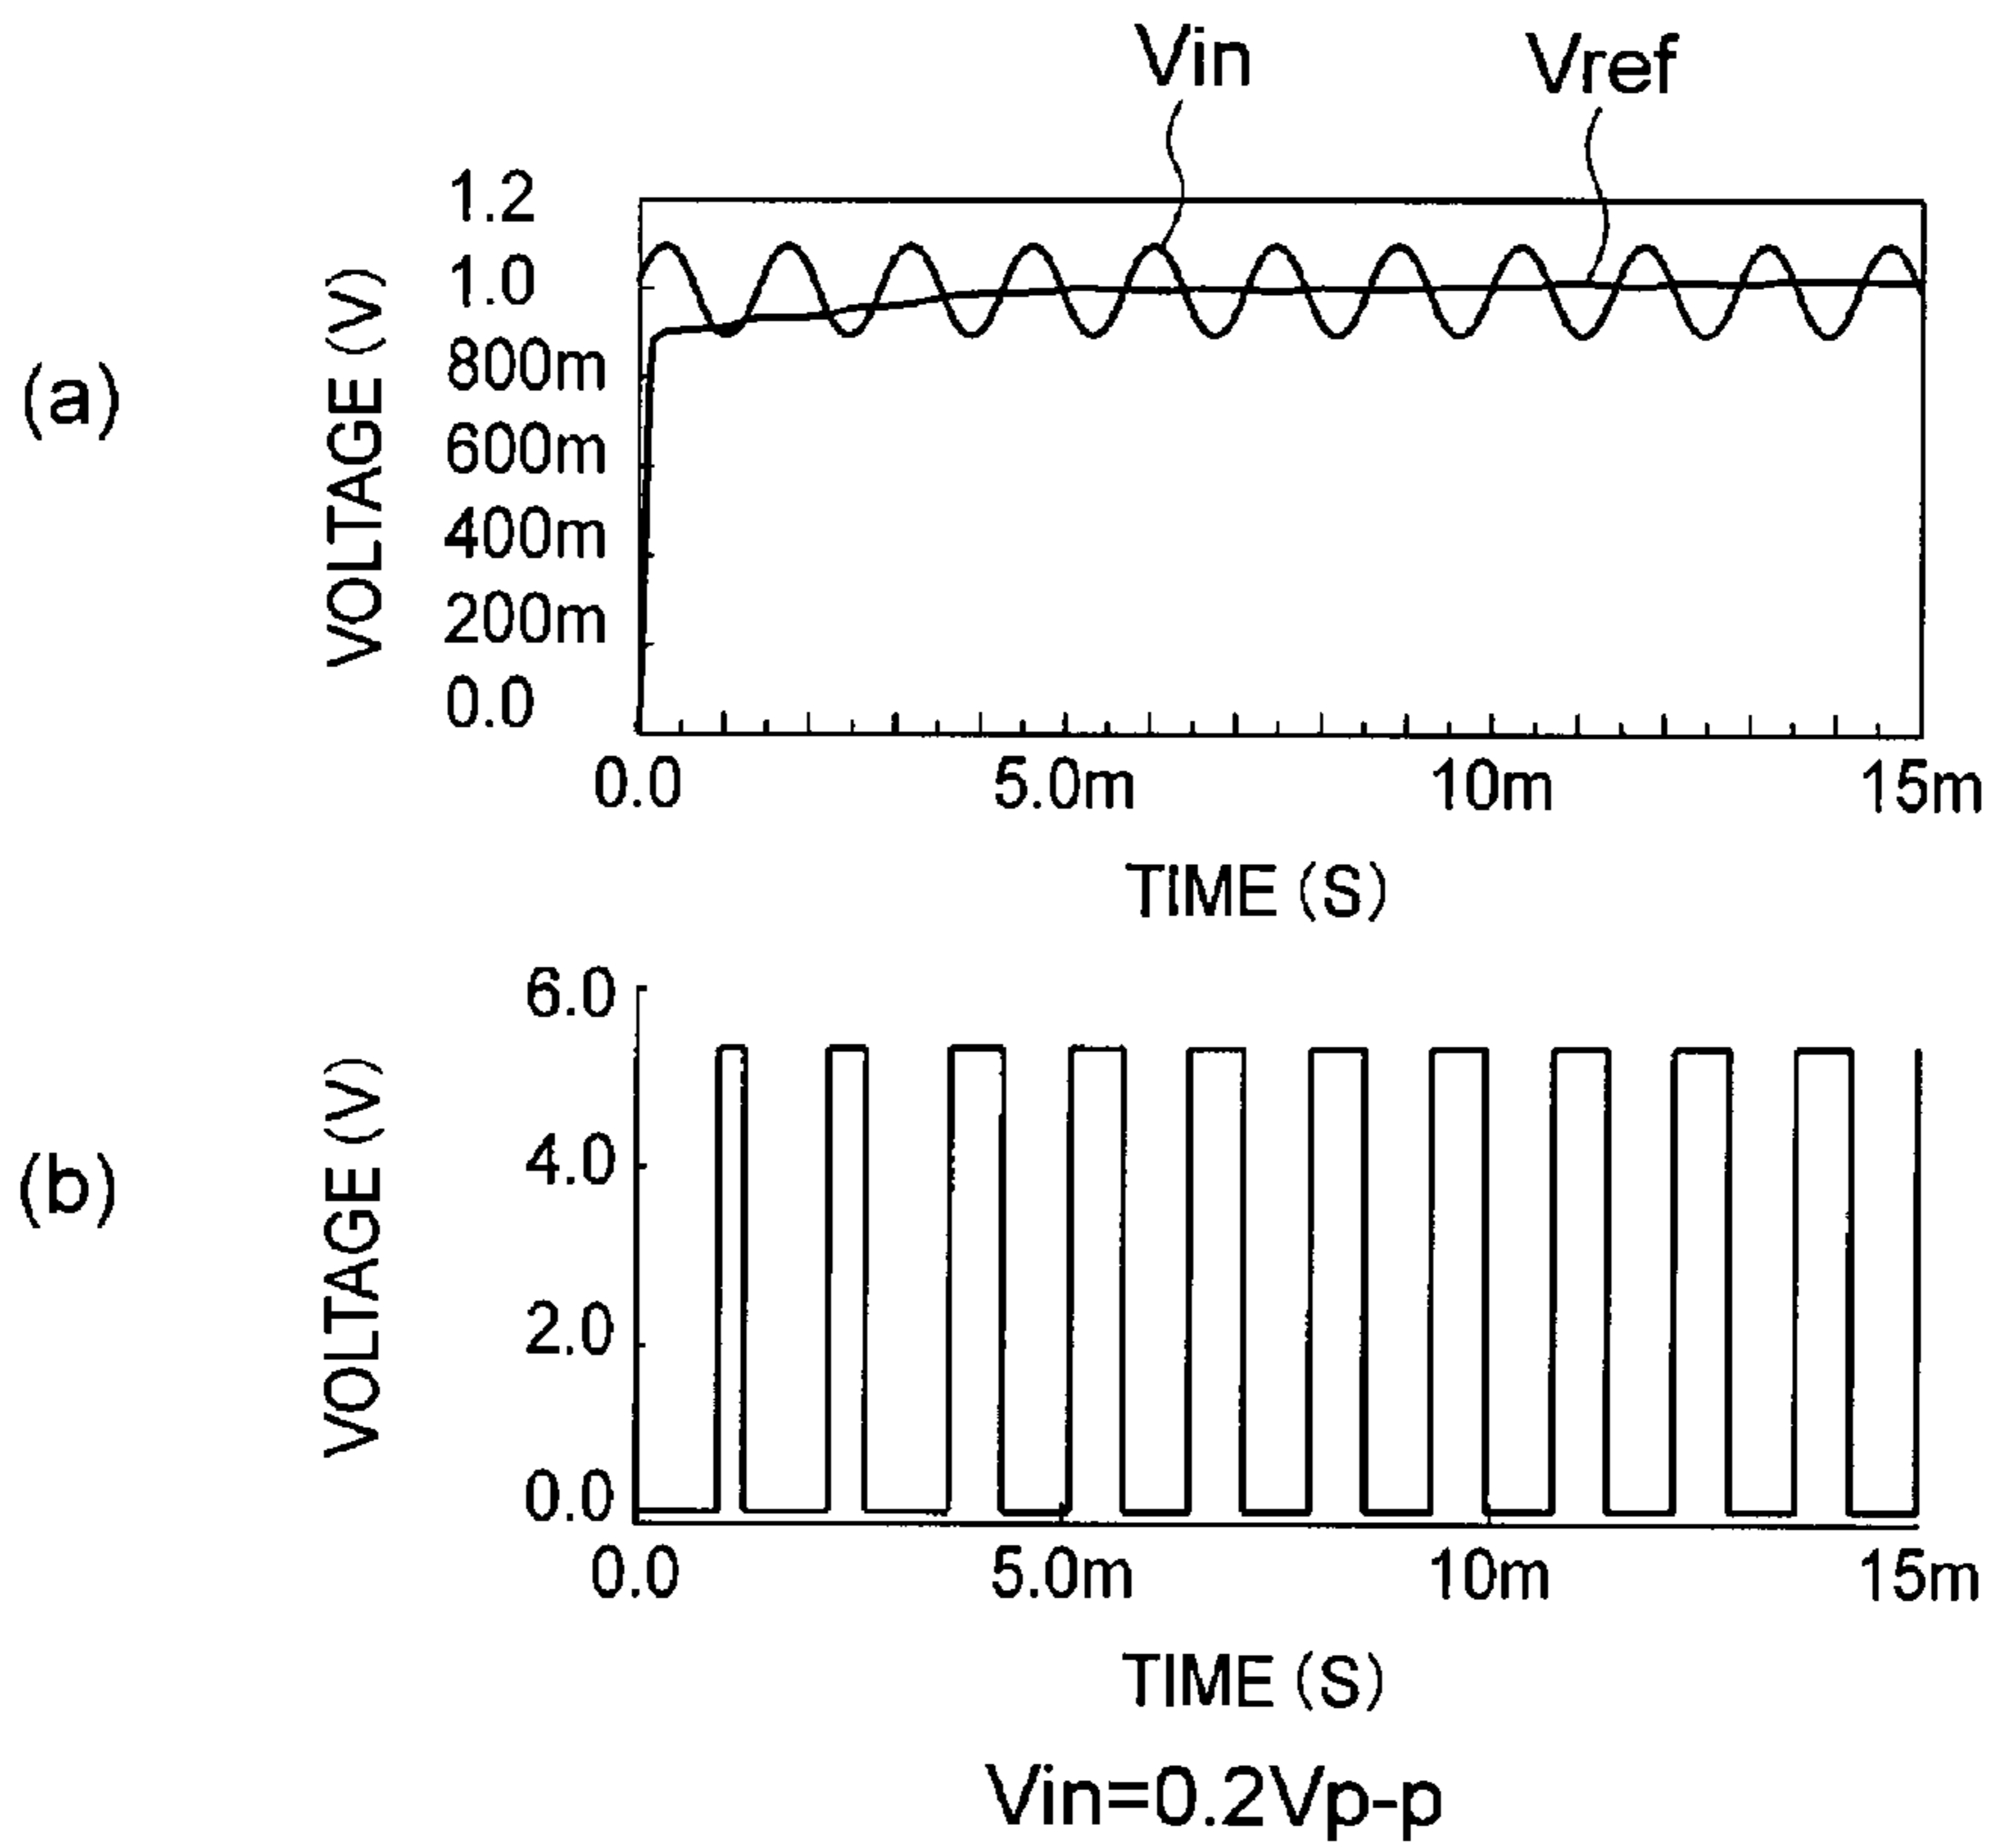 Vin
Vref
(a)
VOLTAGE (V)
1.2
1.0
800m
600m
400m
200m
0.0
0.0
5.0m
10m
15m
TIME (S)
(b)
VOLTAGE (V)
6.0
4.0
2.0
0.0
0.0
5.0m
10m
15m
TIME (S)
Vin=0.2Vp-p